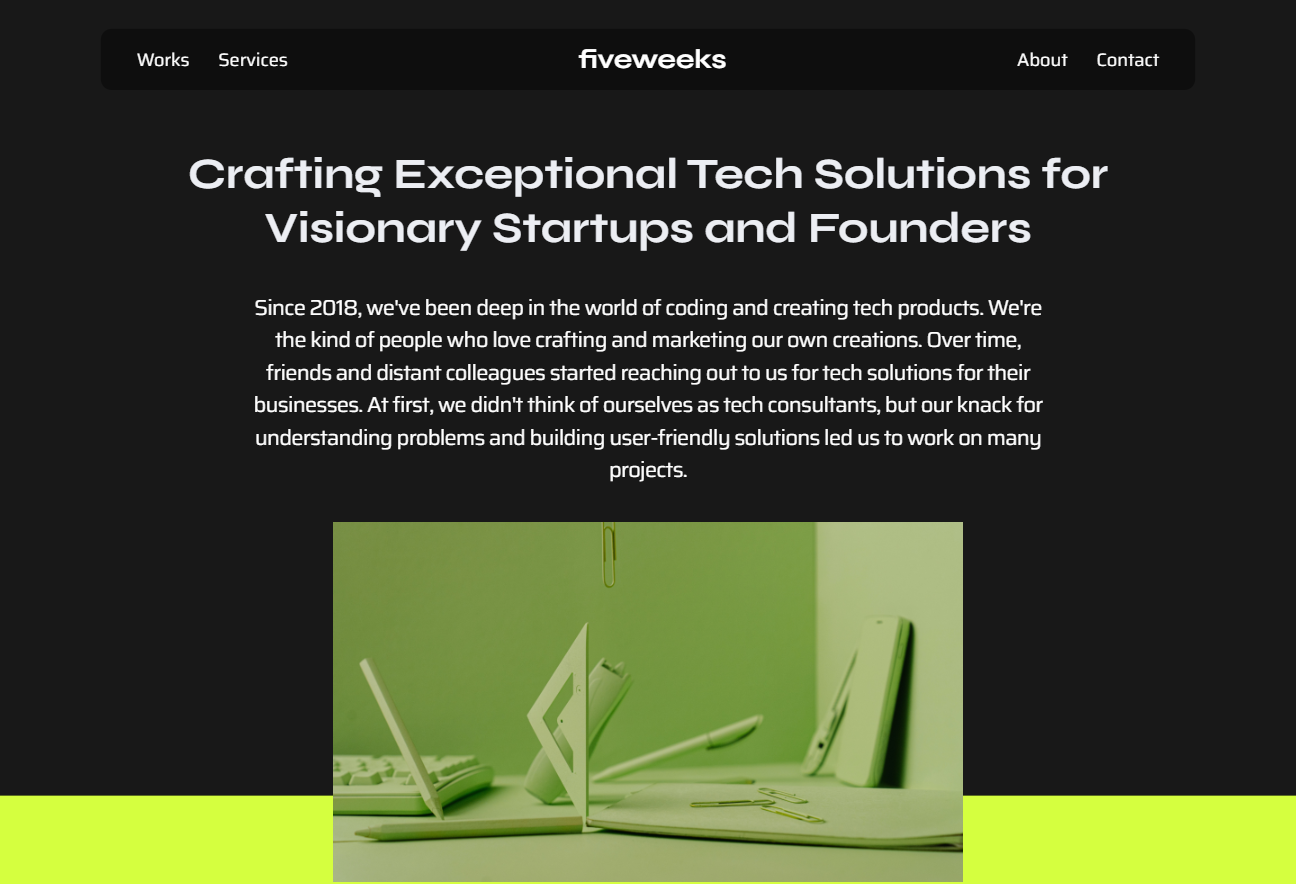 Works Services fiveweeks About Contact
Crafting Exceptional Tech Solutions for
Visionary Startups and Founders
Since 2018, we've been deep in the world of coding and creating tech products. We're
the kind of people who love crafting and marketing our own creations. Over time,
friends and distant colleagues started reaching out to us for tech solutions for their
businesses. At first, we didn't think of ourselves as tech consultants, but our knack for
understanding problems and building user-friendly solutions led us to work on many
projects.